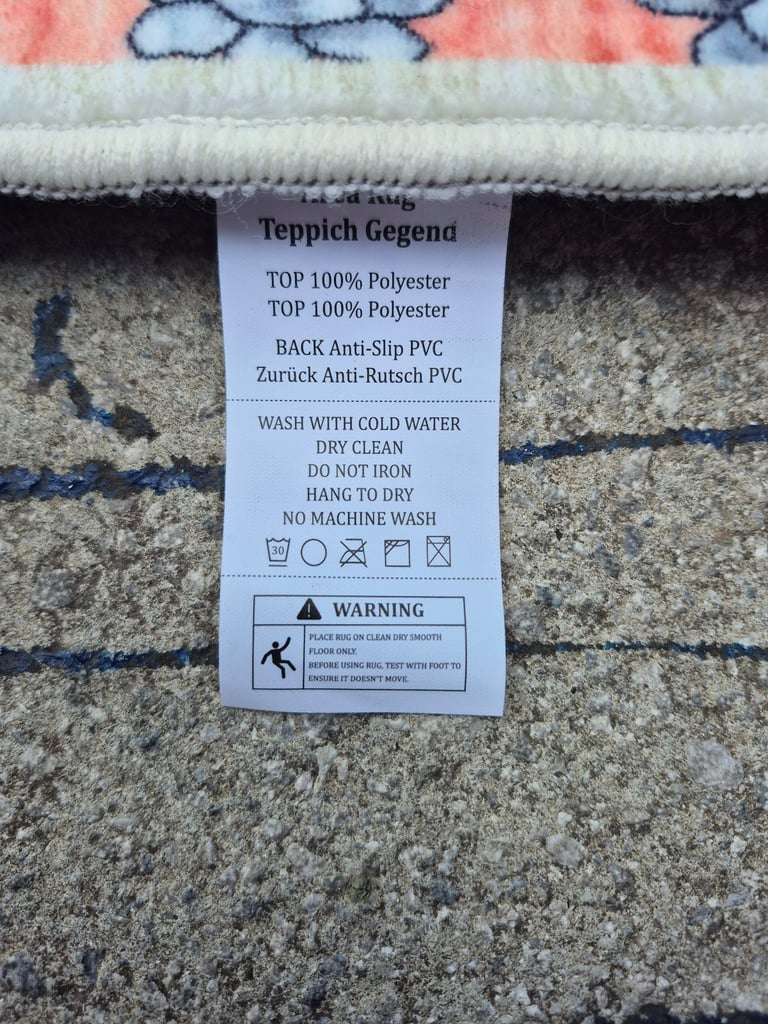 Area Rug
Teppich Gegend
TOP 100% Polyester
TOP 100% Polyester
BACK Anti-Slip PVC
Zurück Anti-Rutsch PVC
WASH WITH COLD WATER
DRY CLEAN
DO NOT IRON
HANG TO DRY
NO MACHINE WASH
30
WARNING
PLACE RUG ON CLEAN DRY SMOOTH
FLOOR ONLY.
BEFORE USING RUG, TEST WITH FOOT TO
ENSURE IT DOESN'T MOVE.